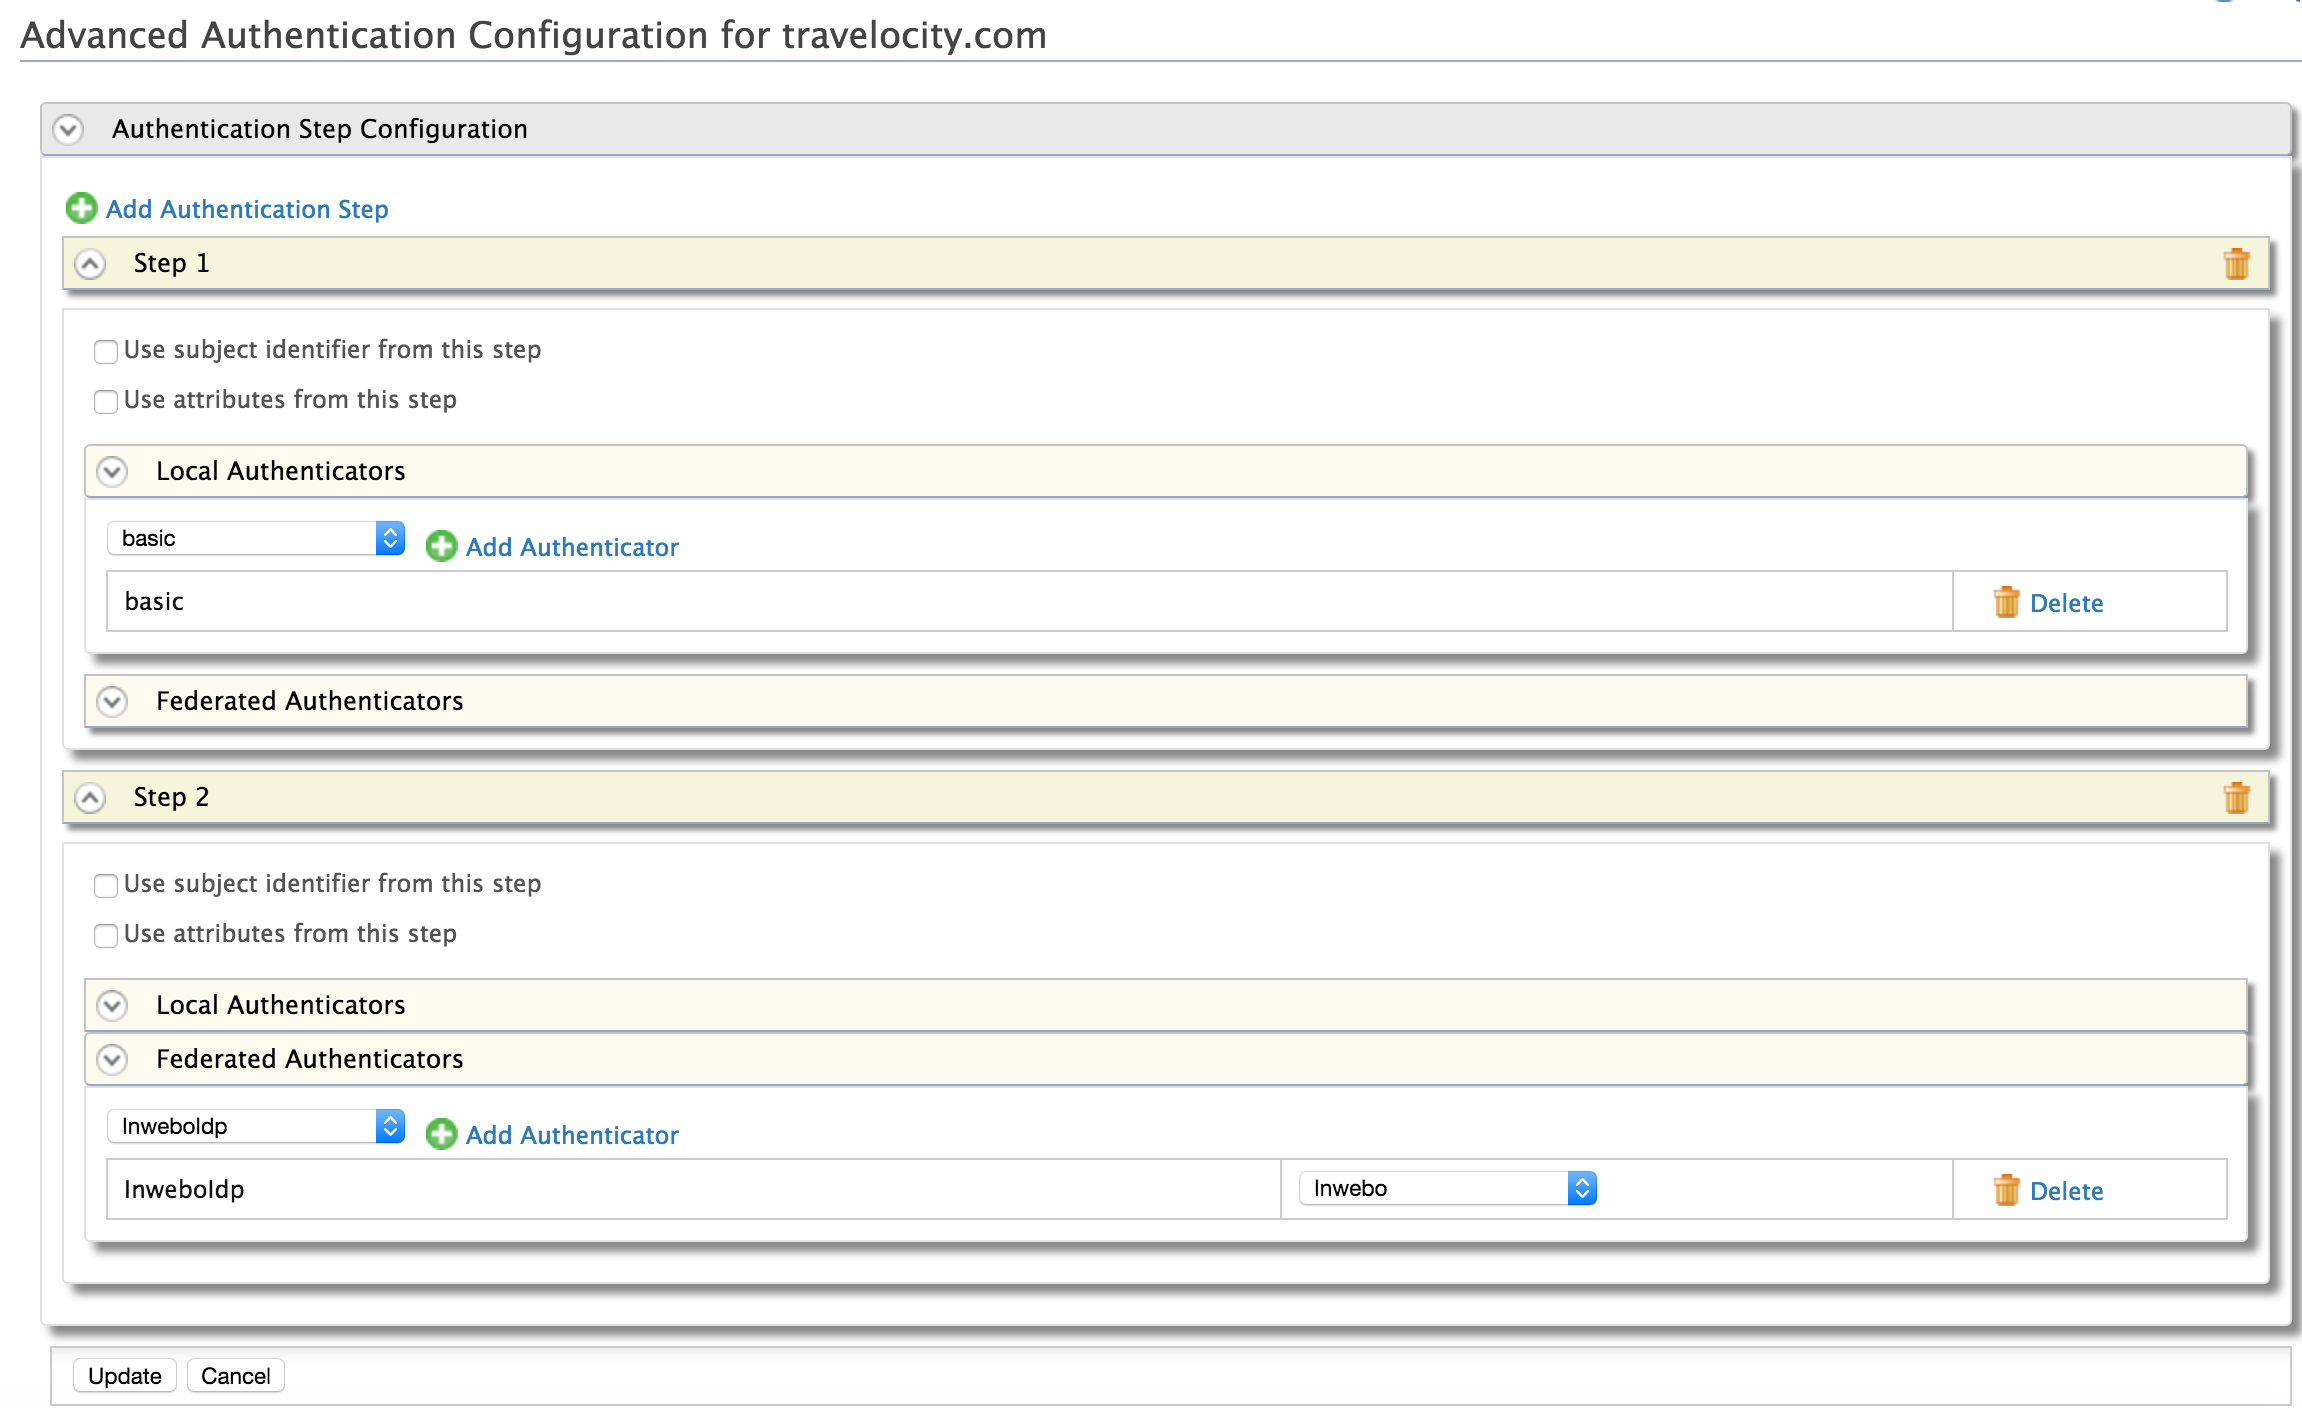 Advanced Authentication Configuration for travelocity.com
Authentication Step Configuration
Add Authentication Step
Step 1
Use subject identifier from this step
Use attributes from this step
Local Authenticators
basic Add Authenticator
basic Delete
Federated Authenticators
Step 2
Use subject identifier from this step
Use attributes from this step
Local Authenticators
Federated Authenticators
InweboIdp Add Authenticator
InweboIdp Inwebo Delete
Update Cancel